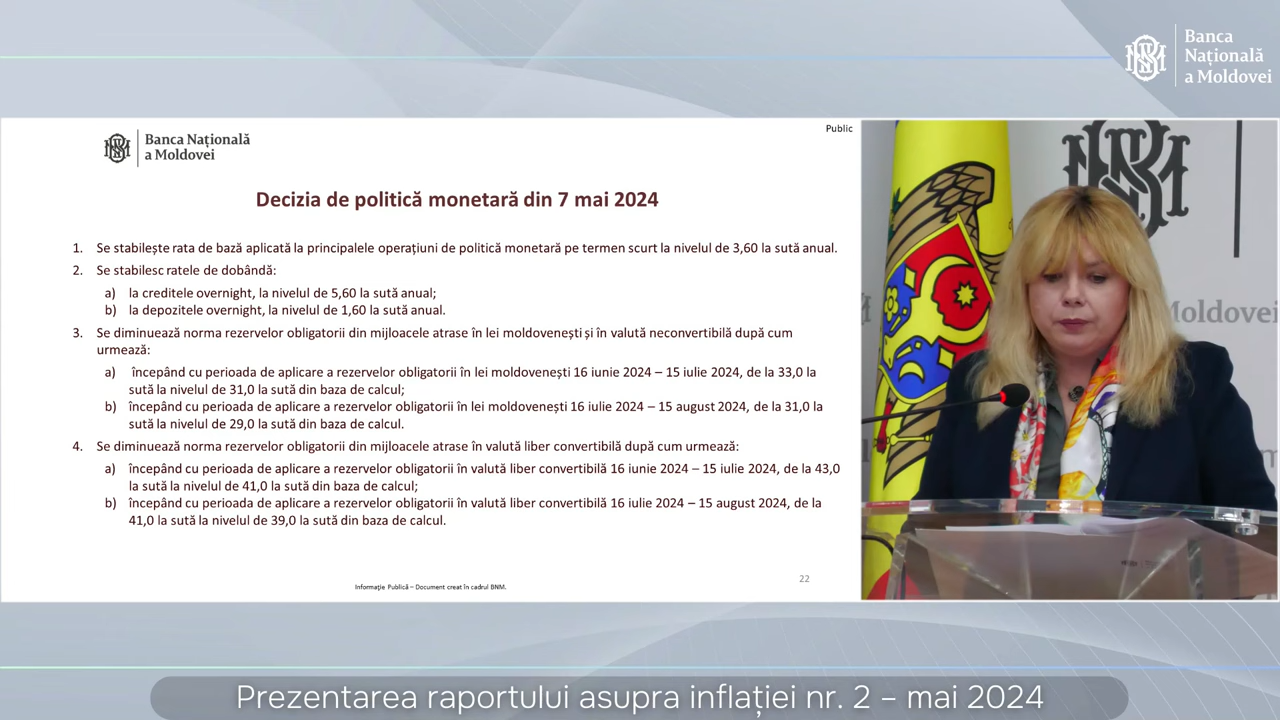 Banca
Națională
a Moldovei
Public
Banca Națională
a Moldovei
Decizia de politică monetară din 7 mai 2024
1. Se stabilește rata de bază aplicată la principalele operațiuni de politică monetară pe termen scurt la nivelul de 3,60 la sută anual.
2. Se stabilesc ratele de dobândă:
a) la creditele overnight, la nivelul de 5,60 la sută anual;
b) la depozitele overnight, la nivelul de 1,60 la sută anual.
3. Se diminuează norma rezervelor obligatorii din mijloacele atrase în lei moldovenești și în valută neconvertibilă după cum
urmează:
a) începând cu perioada de aplicare a rezervelor obligatorii în lei moldovenești 16 iunie 2024 – 15 iulie 2024, de la 33,0 la
sută la nivelul de 31,0 la sută din baza de calcul;
b) începând cu perioada de aplicare a rezervelor obligatorii în lei moldovenești 16 iulie 2024 – 15 august 2024, de la 31,0 la
sută la nivelul de 29,0 la sută din baza de calcul.
4. Se diminuează norma rezervelor obligatorii din mijloacele atrase în valută liber convertibilă după cum urmează:
a) începând cu perioada de aplicare a rezervelor obligatorii în valută liber convertibilă 16 iunie 2024 – 15 iulie 2024, de la 43,0
la sută la nivelul de 41,0 la sută din baza de calcul;
b) începând cu perioada de aplicare a rezervelor obligatorii în valută liber convertibilă 16 iulie 2024 – 15 august 2024, de la
41,0 la sută la nivelul de 39,0 la sută din baza de calcul.
22
Informație Publică – Document creat în cadrul BNM.
Moldovei
Prezentarea raportului asupra inflației nr. 2 – mai 2024